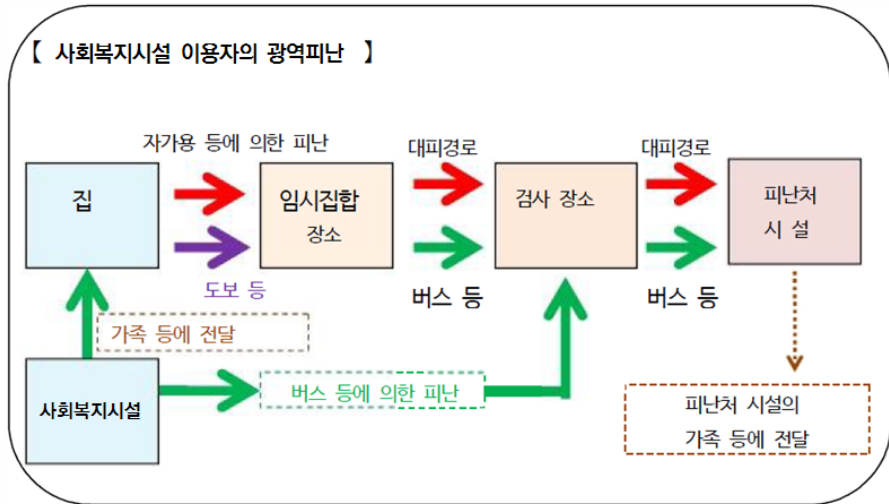 【 사회복지시설 이용자의 광역피난 】
자가용 등에 의한 피난
대피경로
대피경로
집
임시집합
장소
검사 장소
피난처
시 설
도보 등
버스 등
버스 등
가족 등에 전달
사회복지시설
버스 등에 의한 피난
피난처 시설의
가족 등에 전달